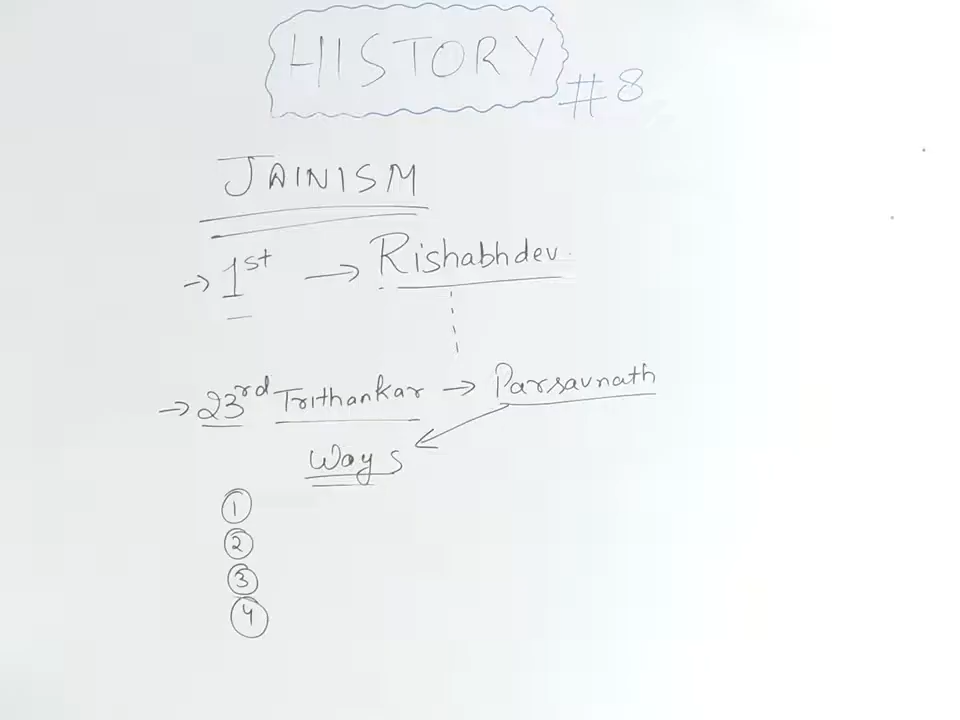 HISTORY #8
JAINISM
→ 1st → Rishabhdev
→ 23rd Trithankar → Parsavnath
Ways
1
2
3
4